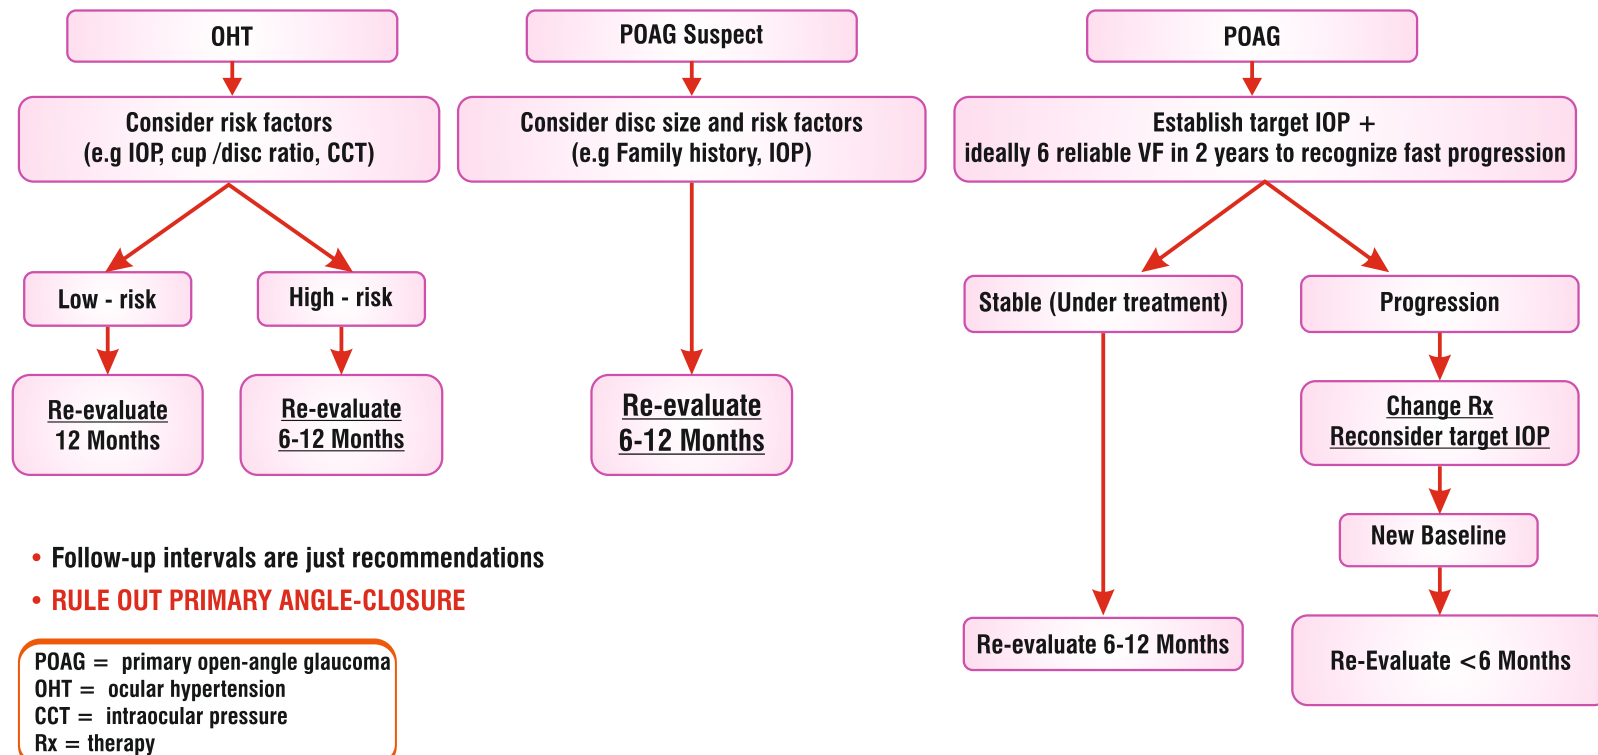 OHT
Consider risk factors
(e.g IOP, cup /disc ratio, CCT)
Low - risk
High - risk
Re-evaluate
12 Months
Re-evaluate
6-12 Months
POAG Suspect
Consider disc size and risk factors
(e.g Family history, IOP)
Re-evaluate
6-12 Months
POAG
Establish target IOP +
ideally 6 reliable VF in 2 years to recognize fast progression
Stable (Under treatment)
Re-evaluate 6-12 Months
Progression
Change Rx
Reconsider target IOP
New Baseline
Re-Evaluate <6 Months
• Follow-up intervals are just recommendations
• RULE OUT PRIMARY ANGLE-CLOSURE
POAG = primary open-angle glaucoma
OHT = ocular hypertension
CCT = intraocular pressure
Rx = therapy